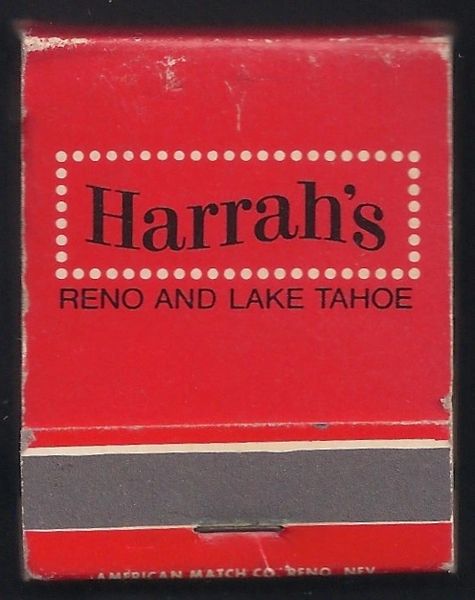 Harrah's
RENO AND LAKE TAHOE
AMERICAN MATCH CO. RENO, NEV.